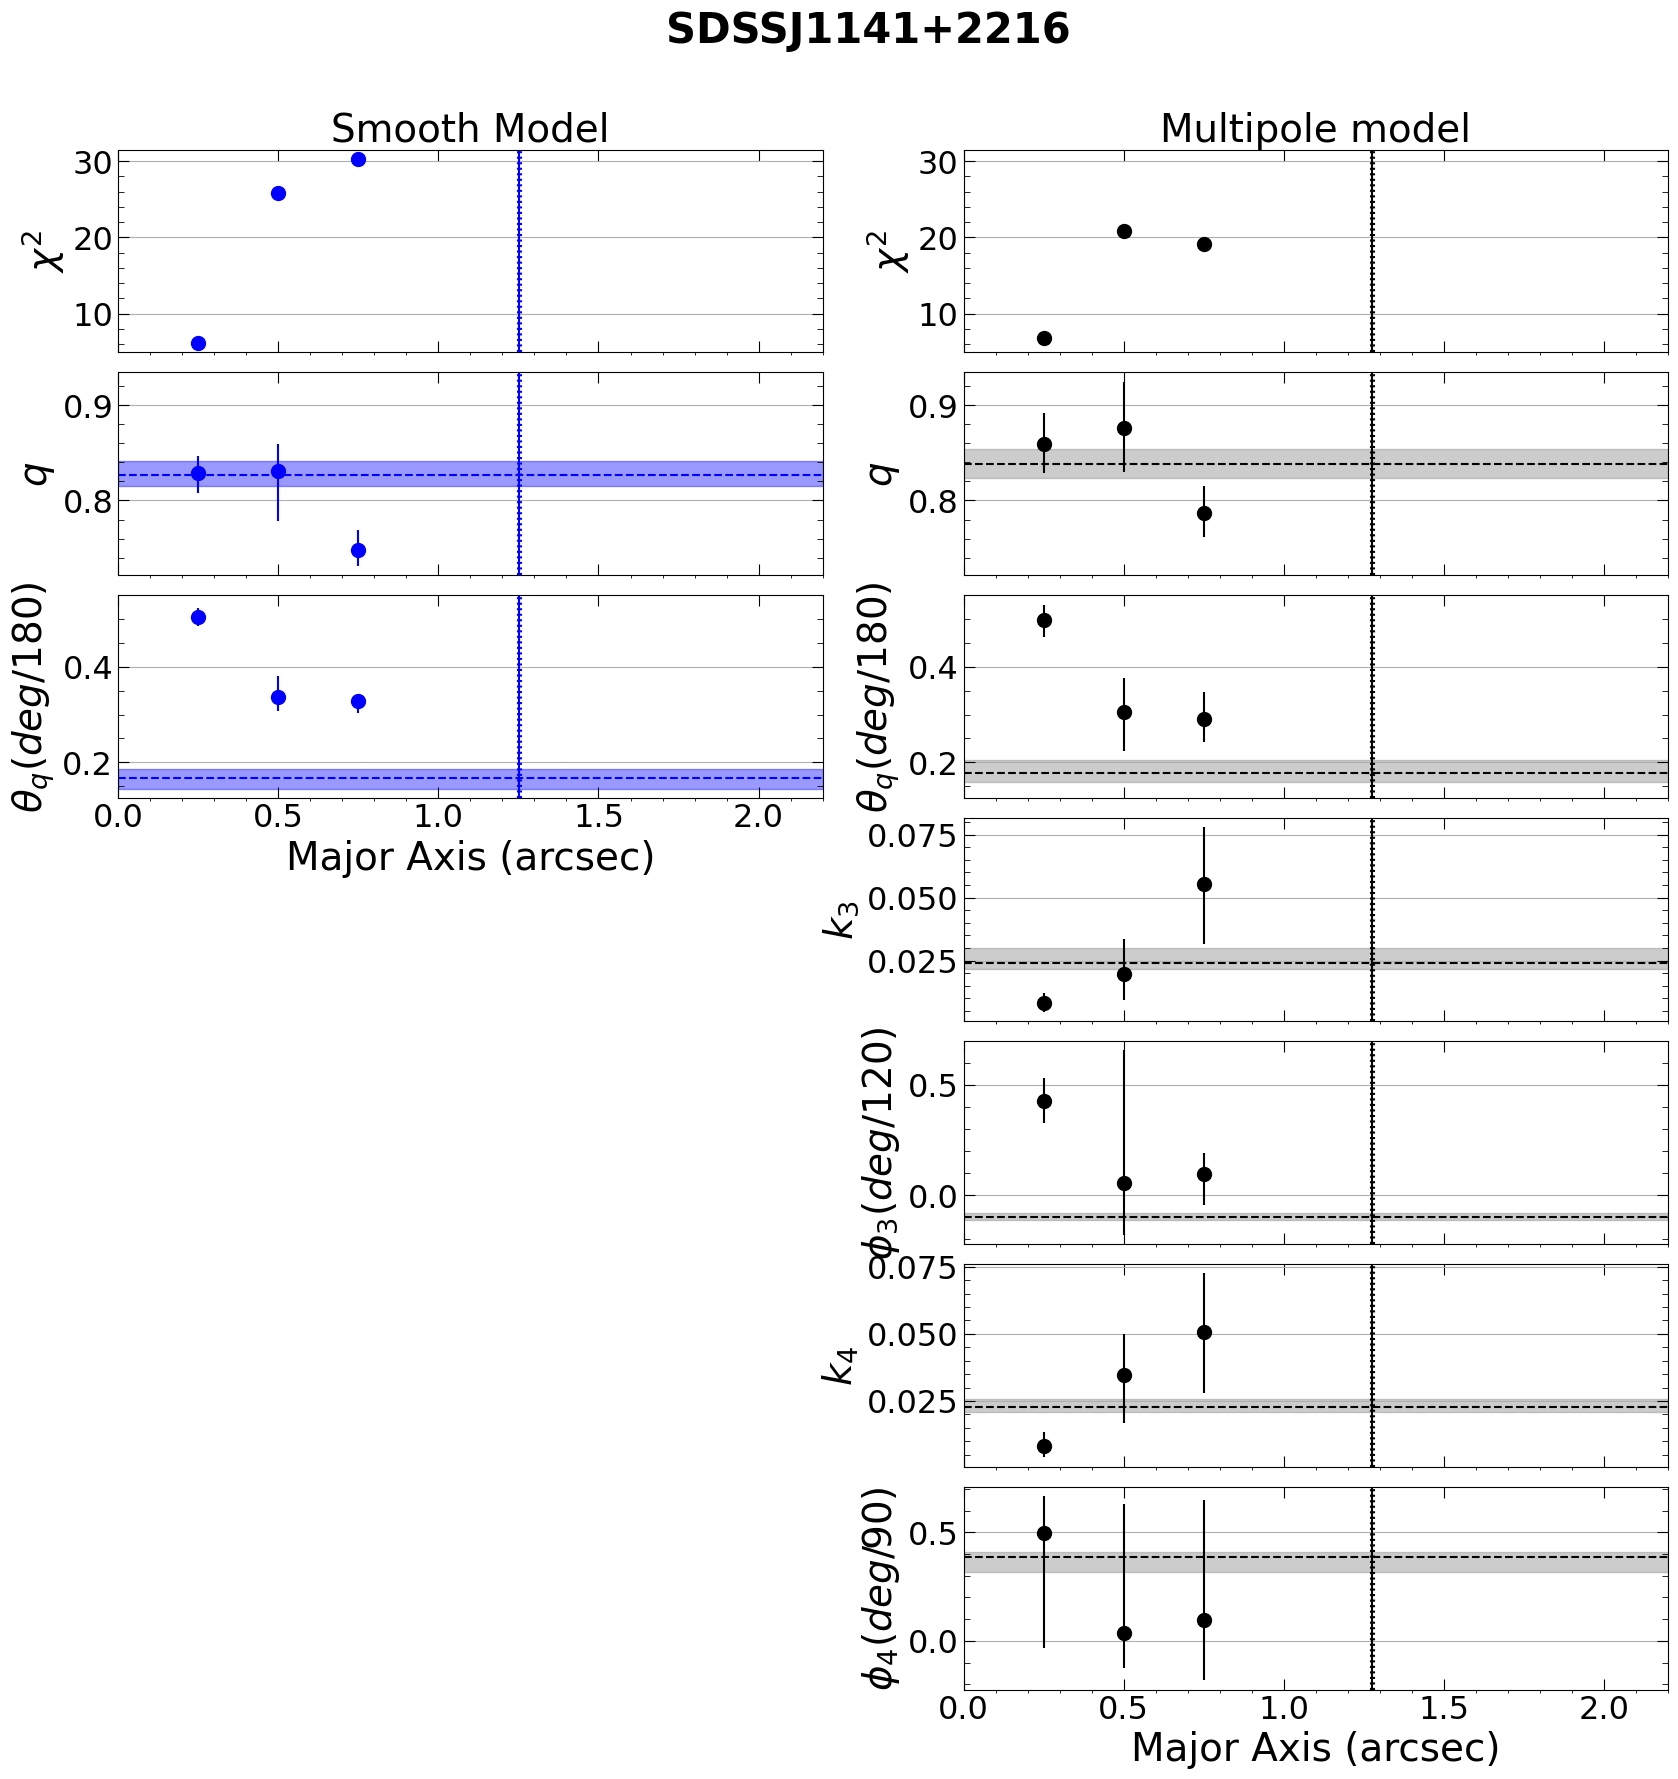 SDSSJ1141+2216
Smooth Model
30
20
10
χ²
0.9
0.8
q
0.4
0.2
θ_q(deg/180)
0.0 0.5 1.0 1.5 2.0
Major Axis (arcsec)
Multipole model
30
20
10
χ²
0.9
0.8
q
0.4
0.2
θ_q(deg/180)
0.075
0.050
0.025
k₃
0.5
0.0
ϕ₃(deg/120)
0.075
0.050
0.025
k₄
0.5
0.0
ϕ₄(deg/90)
0.0 0.5 1.0 1.5 2.0
Major Axis (arcsec)